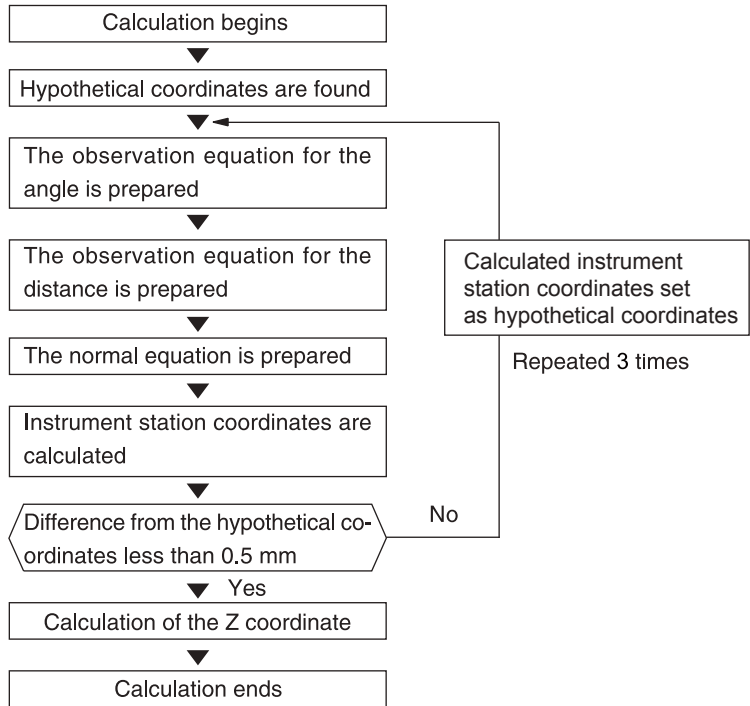 Calculation begins
Hypothetical coordinates are found
The observation equation for the
angle is prepared
The observation equation for the
distance is prepared
The normal equation is prepared
Instrument station coordinates are
calculated
Difference from the hypothetical co-
ordinates less than 0.5 mm
No
Calculated instrument
station coordinates set
as hypothetical coordinates
Repeated 3 times
Yes
Calculation of the Z coordinate
Calculation ends